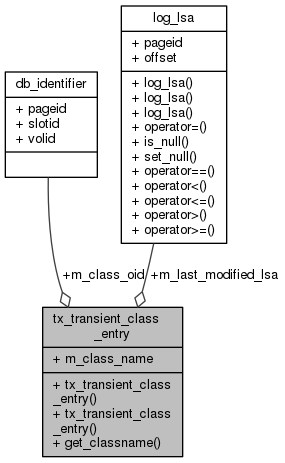 log_lsa
+ pageid
+ offset
+ log_lsa()
+ log_lsa()
+ log_lsa()
+ operator=()
+ is_null()
+ set_null()
+ operator==()
+ operator<()
+ operator<=()
+ operator>()
+ operator>=()
db_identifier
+ pageid
+ slotid
+ volid
+m_class_oid
+m_last_modified_lsa
tx_transient_class
_entry
+ m_class_name
+ tx_transient_class
_entry()
+ tx_transient_class
_entry()
+ get_classname()